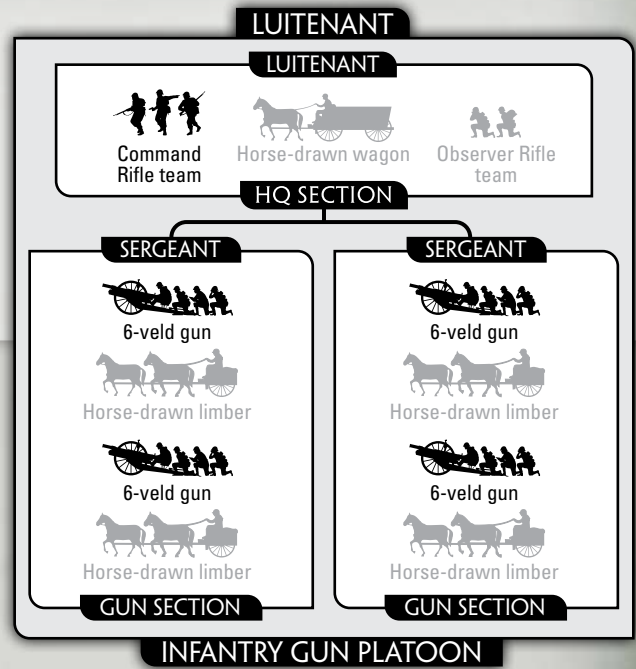 LUITENANT
LUITENANT
Command
Rifle team
Horse-drawn wagon
Observer Rifle
team
HQ SECTION
SERGEANT
6-veld gun
Horse-drawn limber
6-veld gun
Horse-drawn limber
GUN SECTION
SERGEANT
6-veld gun
Horse-drawn limber
6-veld gun
Horse-drawn limber
GUN SECTION
INFANTRY GUN PLATOON